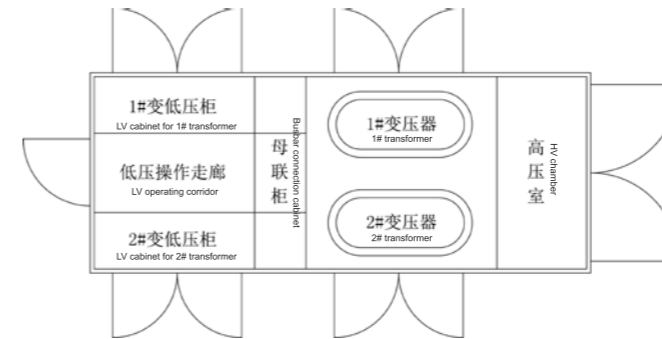 1#变低压柜
LV cabinet for 1# transformer
低压操作走廊
LV operating corridor
2#变低压柜
LV cabinet for 2# transformer
母联柜
Busbar connection cabinet
1#变压器
1# transformer
2#变压器
2# transformer
高压室
HV chamber